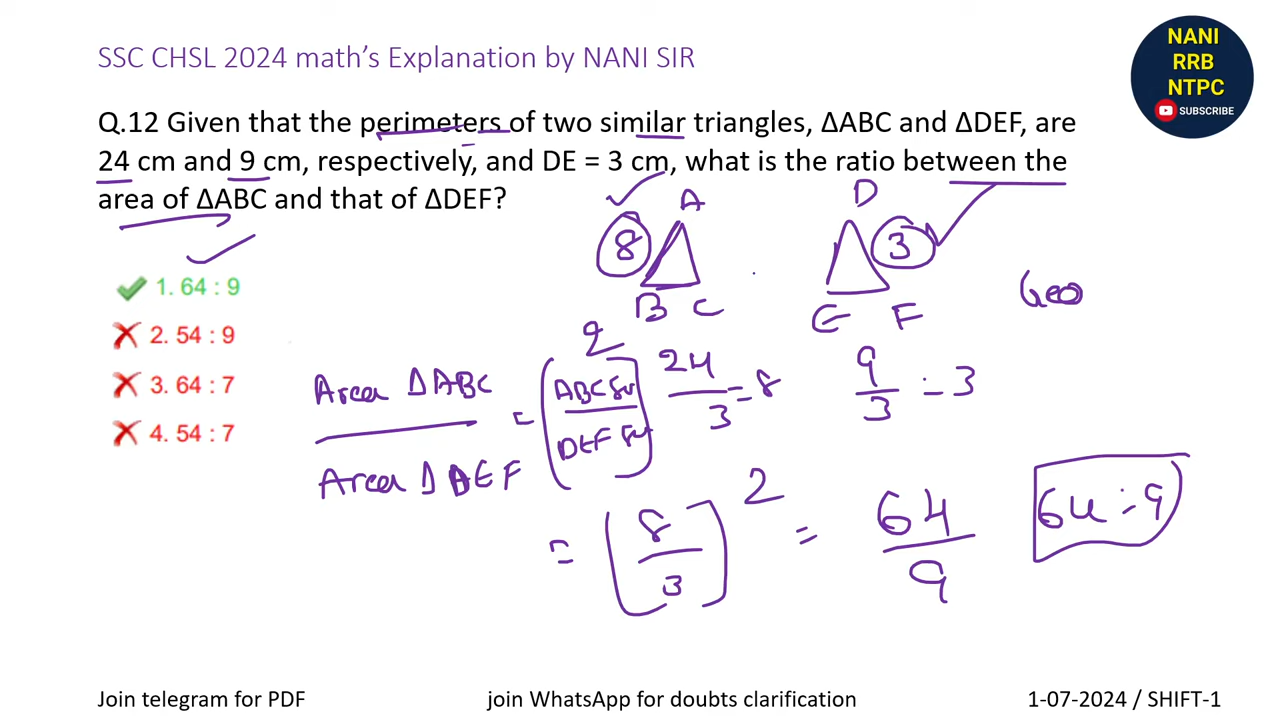 SSC CHSL 2024 math's Explanation by NANI SIR
NANI
RRB
NTPC
SUBSCRIBE
Q.12 Given that the perimeters of two similar triangles, ΔABC and ΔDEF, are
24 cm and 9 cm, respectively, and DE = 3 cm, what is the ratio between the
area of ΔABC and that of ΔDEF?
A D
8 3
B C E F
1. 64 : 9
2. 54 : 9
3. 64 : 7
4. 54 : 7
Area ΔABC
Area Δ DEF
= (ABC / DEF)2
24/3 = 8
9/3 = 3
= (8/3)2 = 64/9
64 : 9
Join telegram for PDF
join WhatsApp for doubts clarification
1-07-2024 / SHIFT-1